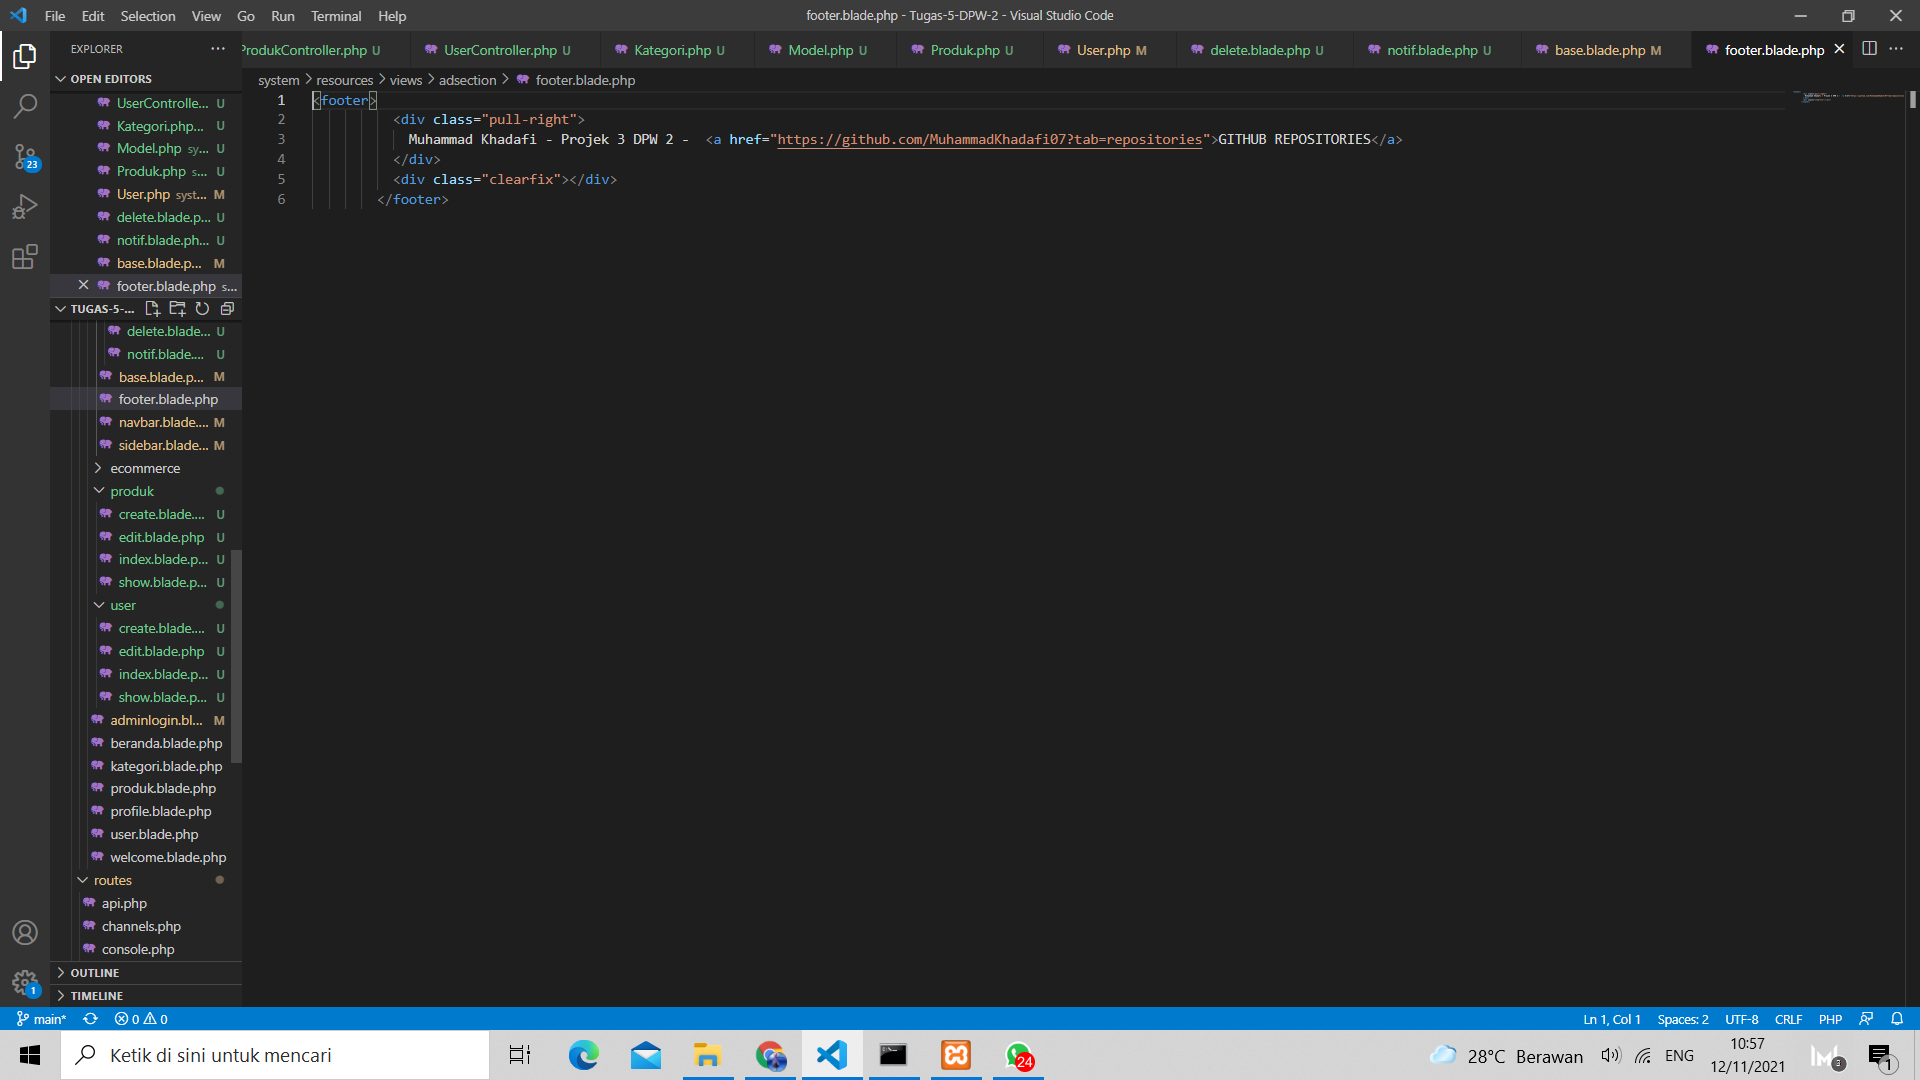 File Edit Selection View Go Run Terminal Help
footer.blade.php - Tugas-5-DPW-2 - Visual Studio Code
EXPLORER
ProdukController.php U
UserController.php U
Kategori.php U
Model.php U
Produk.php U
User.php M
delete.blade.php U
notif.blade.php U
base.blade.php M
footer.blade.php
system > resources > views > adsection > footer.blade.php
OPEN EDITORS
UserControlle... U
Kategori.php... U
Model.php sy... U
Produk.php s... U
User.php syst... M
delete.blade.p... U
notif.blade.ph... U
base.blade.p... M
footer.blade.php s...
TUGAS-5-...
delete.blade.... U
notif.blade.... U
base.blade.p... M
footer.blade.php
navbar.blade.... M
sidebar.blade... M
ecommerce
produk
create.blade.... U
edit.blade.php U
index.blade.p... U
show.blade.p... U
user
create.blade.... U
edit.blade.php U
index.blade.p... U
show.blade.p... U
adminlogin.bl... M
beranda.blade.php
kategori.blade.php
produk.blade.php
profile.blade.php
user.blade.php
welcome.blade.php
routes
api.php
channels.php
console.php
OUTLINE
TIMELINE
23
1
1 <footer>
2 <div class="pull-right">
3 Muhammad Khadafi - Projek 3 DPW 2 - <a href="https://github.com/MuhammadKhadafi07?tab=repositories">GITHUB REPOSITORIES</a>
4 </div>
5 <div class="clearfix"></div>
6 </footer>
main* 0 0
Ln 1, Col 1 Spaces: 2 UTF-8 CRLF PHP
Ketik di sini untuk mencari
24
28°C Berawan
ENG
10:57
12/11/2021
3
1